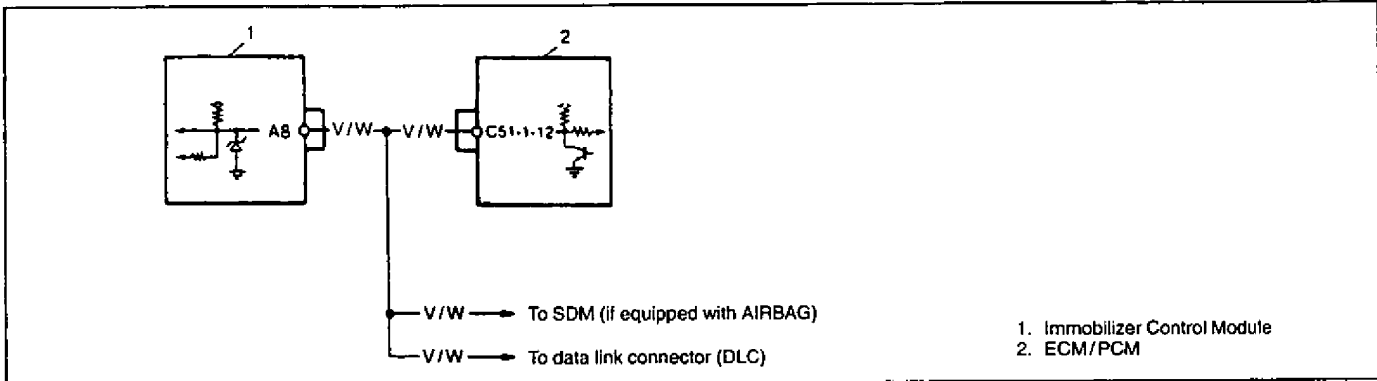 1 2
A8 V/W V/W C51-1-12
V/W To SDM (if equipped with AIRBAG)
V/W To data link connector (DLC)
1. Immobilizer Control Module
2. ECM/PCM